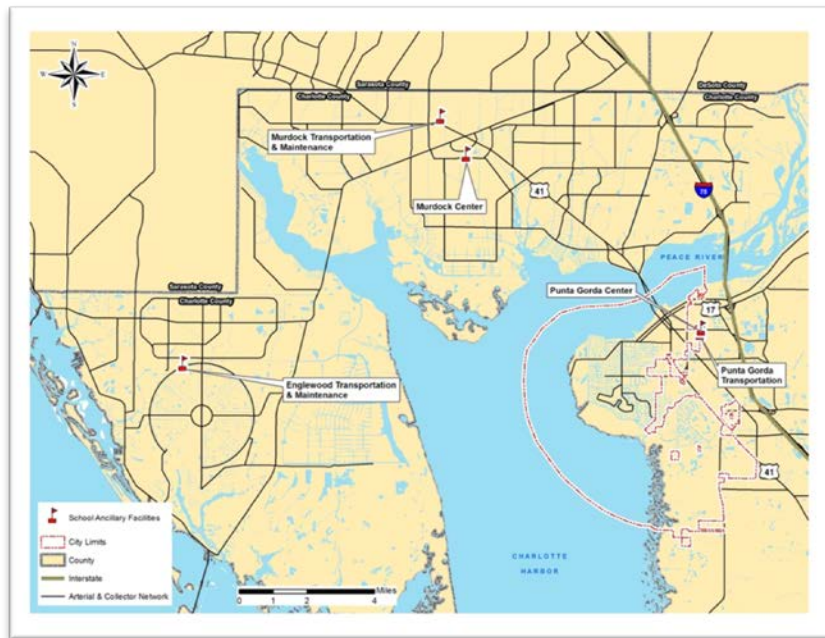 N
W
E
S
Sarasota County
Charlotte County
DeSoto County
Charlotte County
Murdock Transportation
& Maintenance
Murdock Center
41
75
PEACE RIVER
Sarasota County
Charlotte County
Punta Gorda Center
17
Punta Gorda
Transportation
Englewood Transportation
& Maintenance
41
School Ancillary Facilities
City Limits
County
Interstate
Arterial & Collector Network
CHARLOTTE
HARBOR
Miles
0 1 2 4